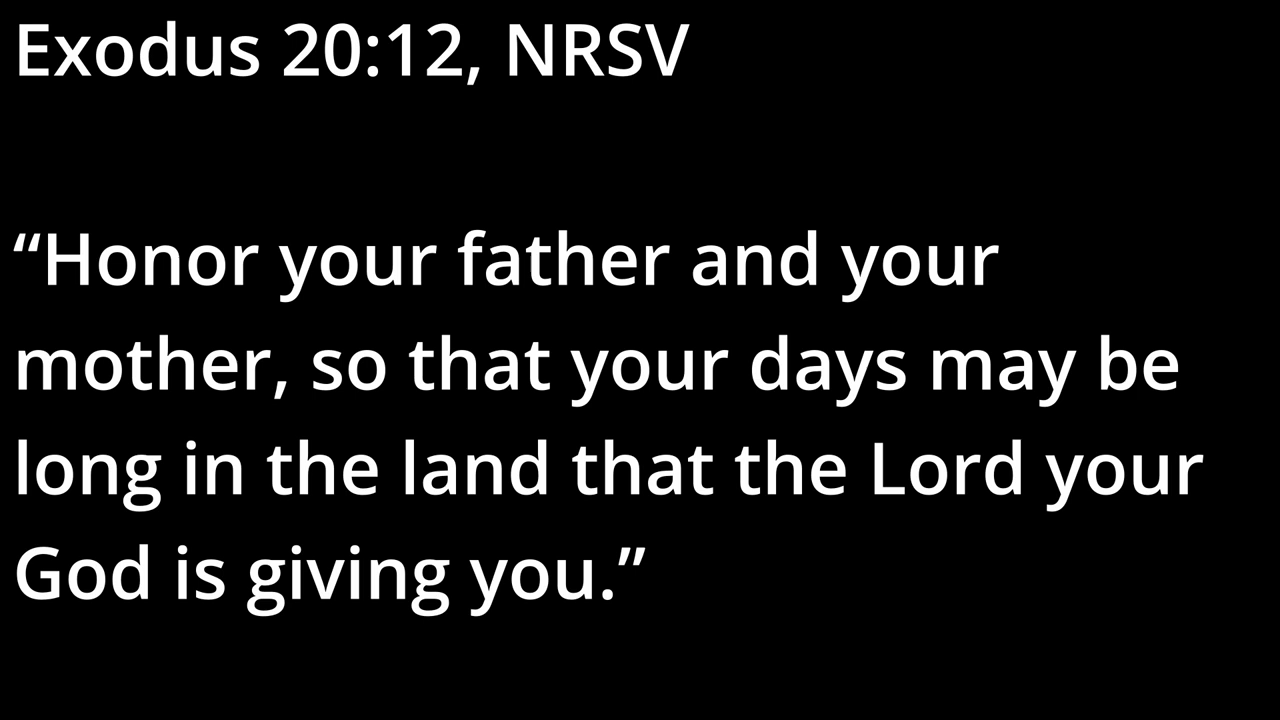 Exodus 20:12, NRSV
“Honor your father and your
mother, so that your days may be
long in the land that the Lord your
God is giving you.”